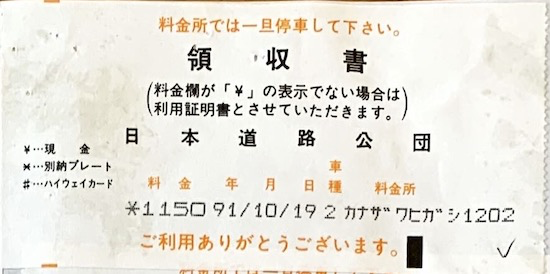 料金所では一旦停車して下さい。
領収書
(料金欄が「¥」の表示でない場合は
利用証明書とさせていただきます。)
日本道路公団
¥…現金
*…別納プレート
#…ハイウェイカード
車
料金 年 月 日 種 料金所
*1150 91/10/19 2 カナザワヒガシ1202
ご利用ありがとうございます。